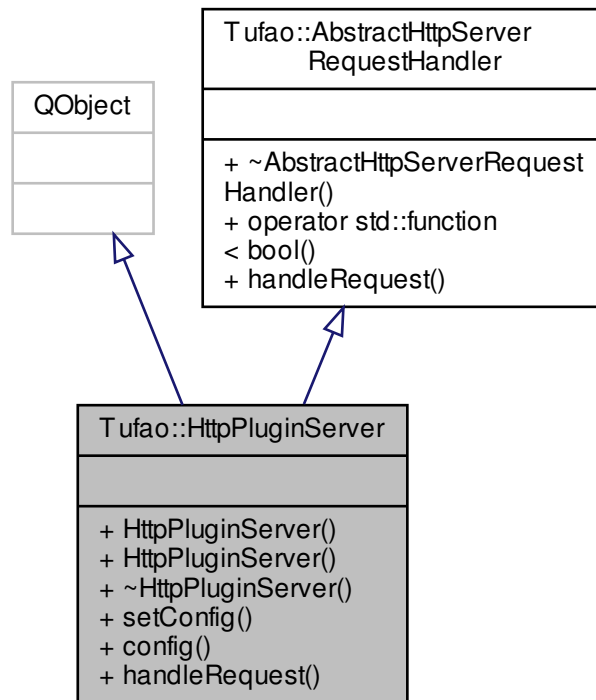 QObject
Tufao::AbstractHttpServer
RequestHandler
+ ~AbstractHttpServerRequest
Handler()
+ operator std::function
< bool()
+ handleRequest()
Tufao::HttpPluginServer
+ HttpPluginServer()
+ HttpPluginServer()
+ ~HttpPluginServer()
+ setConfig()
+ config()
+ handleRequest()